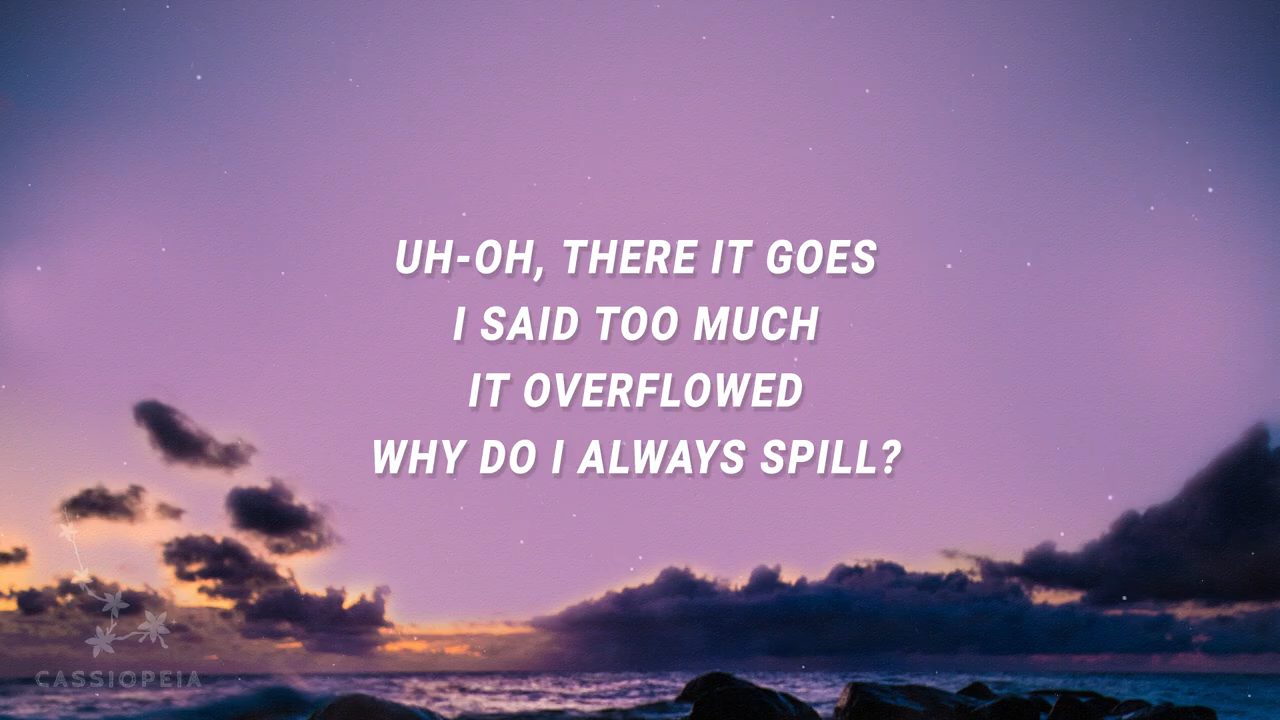 UH-OH, THERE IT GOES
I SAID TOO MUCH
IT OVERFLOWED
WHY DO I ALWAYS SPILL?
CASSIOPEIA